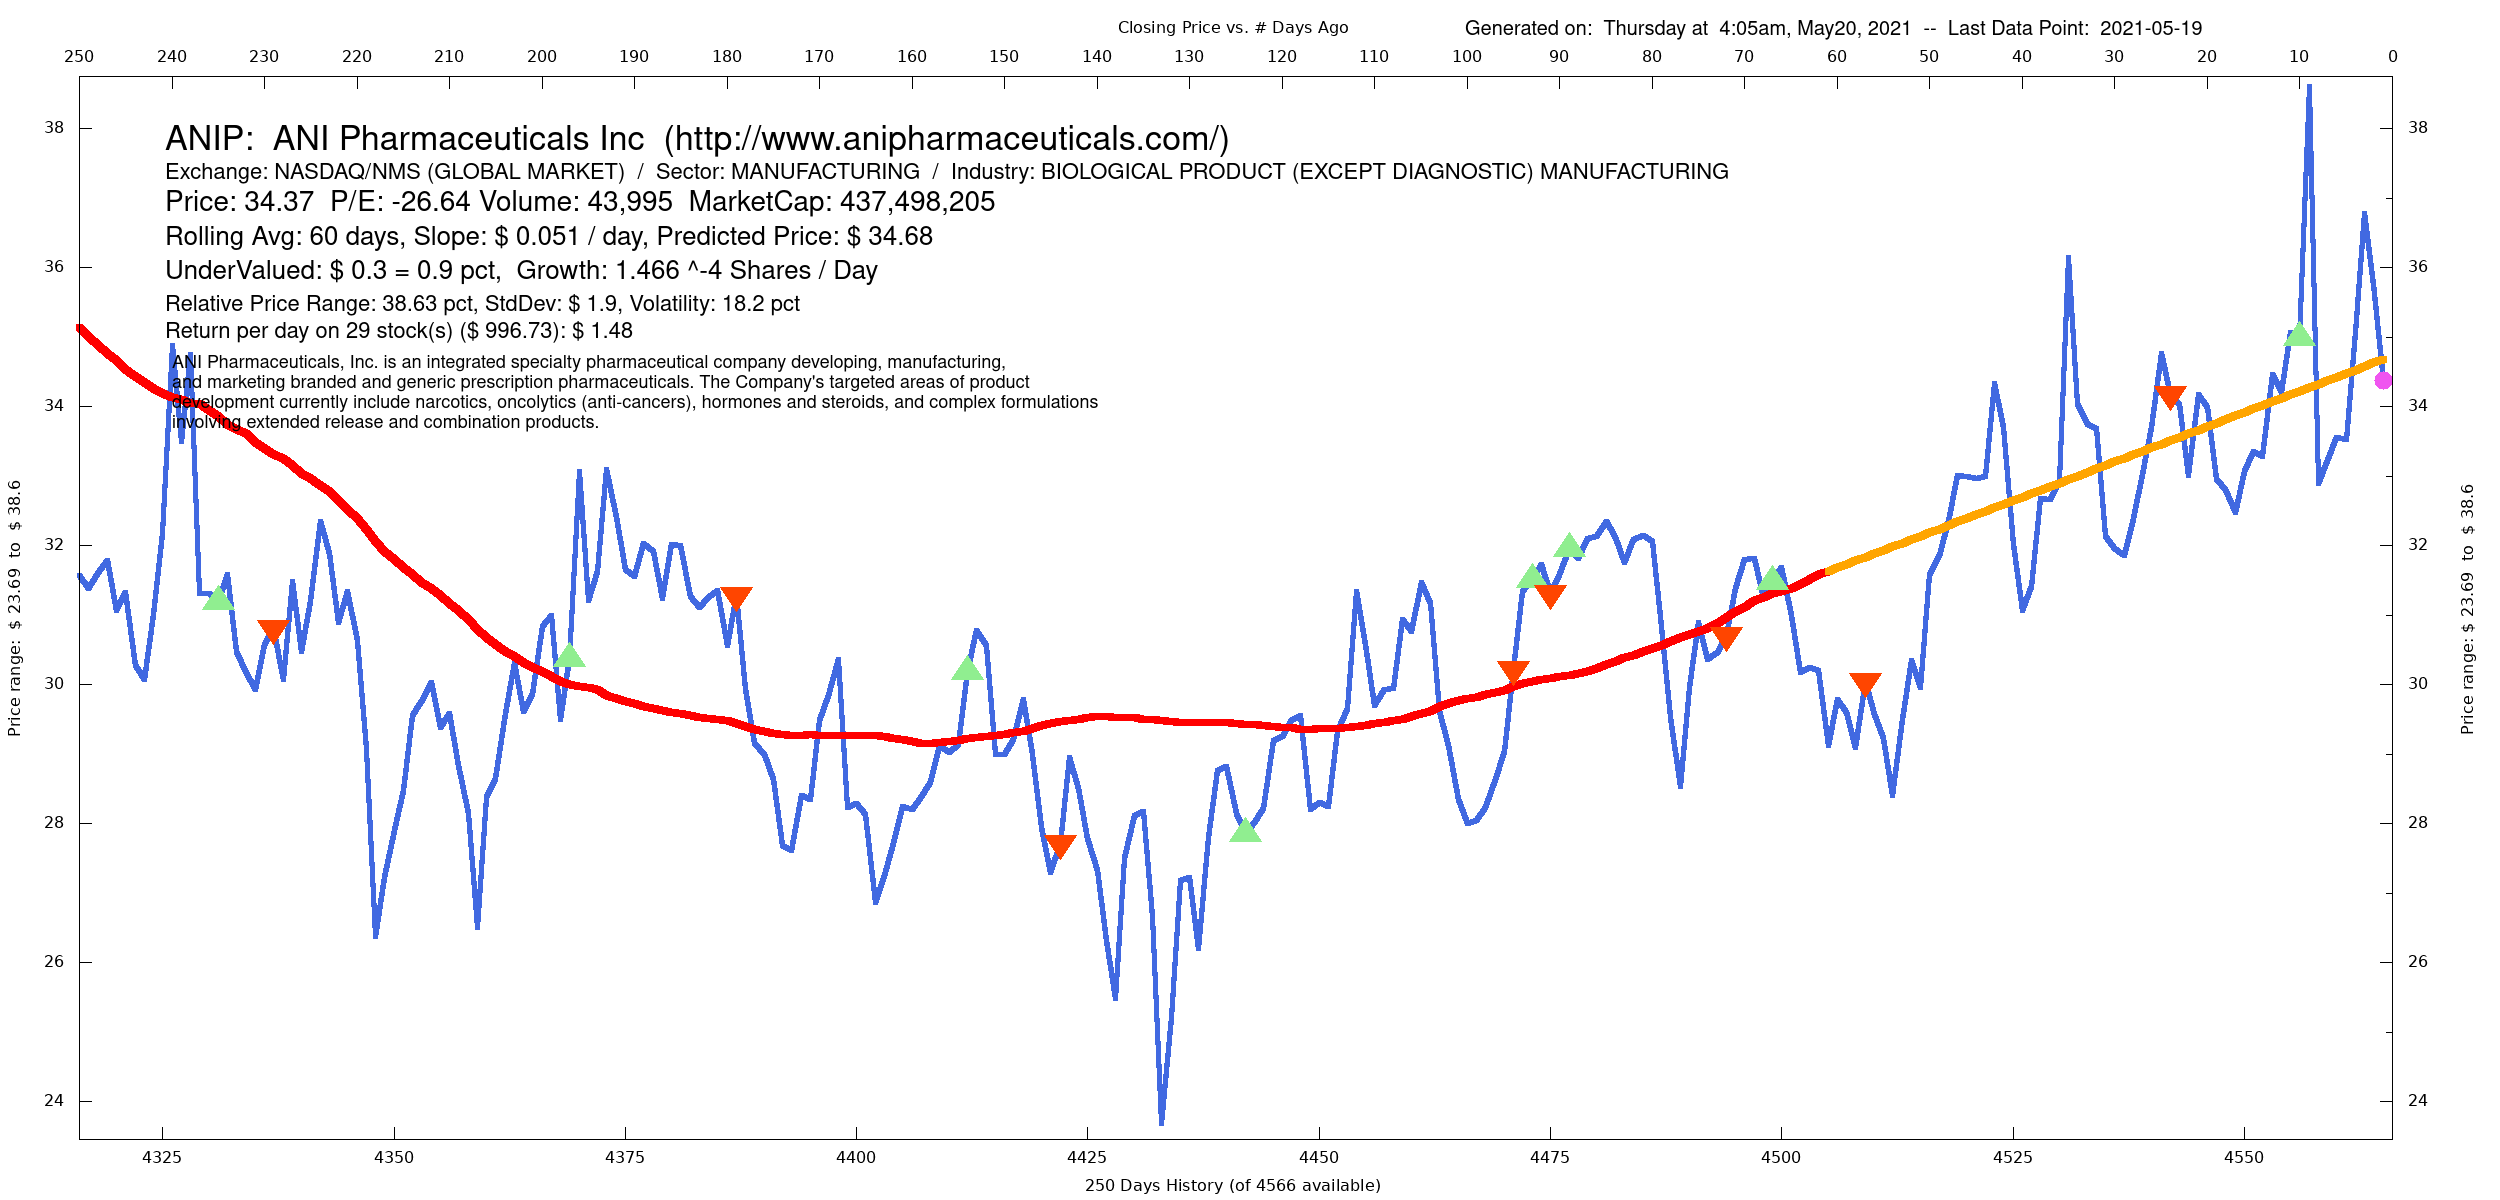 Closing Price vs. # Days Ago
Generated on:  Thursday at  4:05am, May20, 2021  --  Last Data Point:  2021-05-19
250 240 230 220 210 200 190 180 170 160 150 140 130 120 110 100 90 80 70 60 50 40 30 20 10 0
ANIP:  ANI Pharmaceuticals Inc  (http://www.anipharmaceuticals.com/)
Exchange: NASDAQ/NMS (GLOBAL MARKET)  /  Sector: MANUFACTURING  /  Industry: BIOLOGICAL PRODUCT (EXCEPT DIAGNOSTIC) MANUFACTURING
Price: 34.37  P/E: -26.64 Volume: 43,995  MarketCap: 437,498,205
Rolling Avg: 60 days, Slope: $ 0.051 / day, Predicted Price: $ 34.68
UnderValued: $ 0.3 = 0.9 pct,  Growth: 1.466 ^-4 Shares / Day
Relative Price Range: 38.63 pct, StdDev: $ 1.9, Volatility: 18.2 pct
Return per day on 29 stock(s) ($ 996.73): $ 1.48
ANI Pharmaceuticals, Inc. is an integrated specialty pharmaceutical company developing, manufacturing,
and marketing branded and generic prescription pharmaceuticals. The Company's targeted areas of product
development currently include narcotics, oncolytics (anti-cancers), hormones and steroids, and complex formulations
involving extended release and combination products.
38 38
36 36
34 34
32 32
30 30
28 28
26 26
24 24
Price range: $ 23.69 to $ 38.6
Price range: $ 23.69 to $ 38.6
4325 4350 4375 4400 4425 4450 4475 4500 4525 4550
250 Days History (of 4566 available)